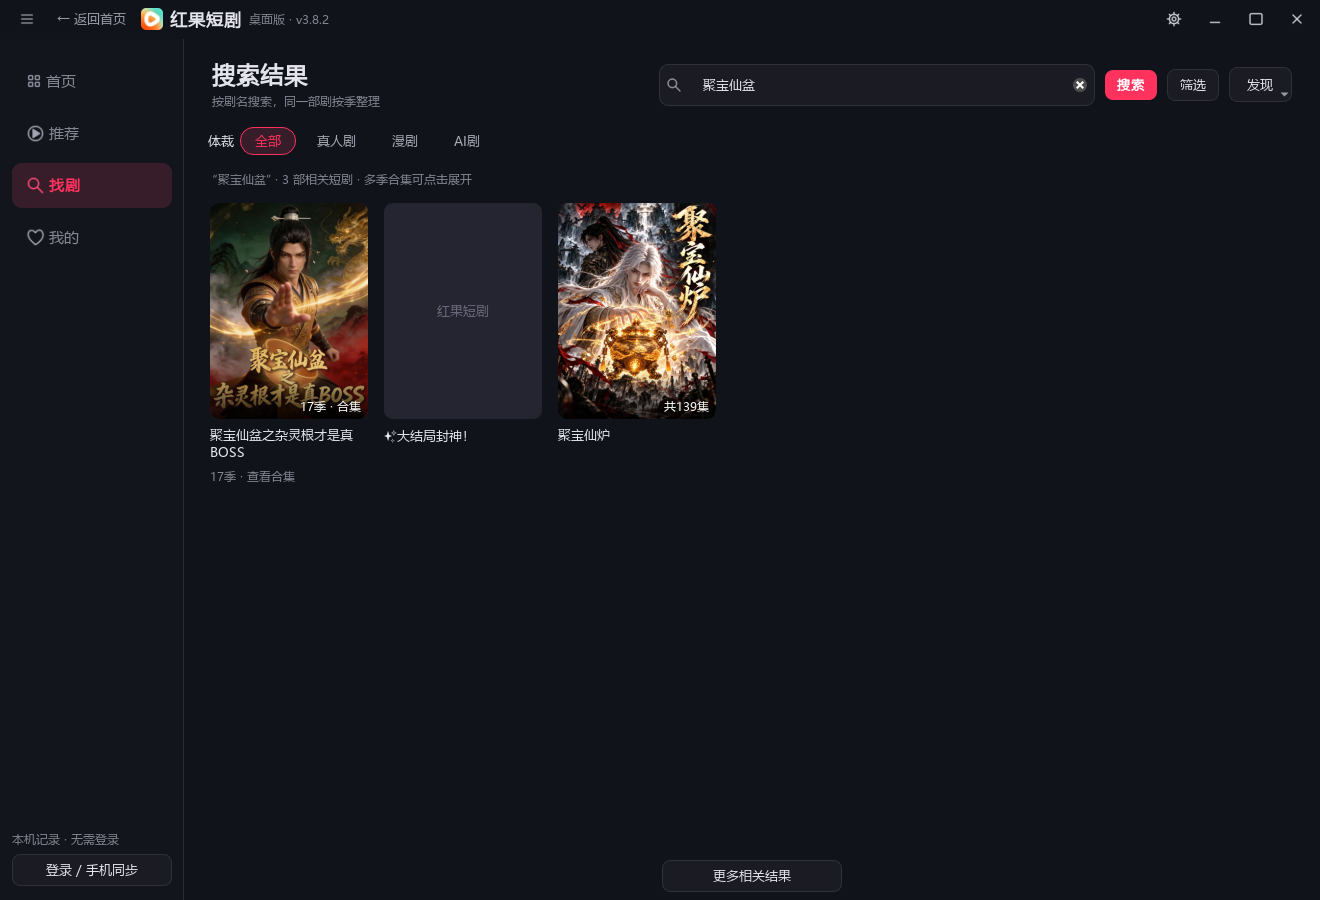 ← 返回首页 红果短剧 桌面版 · v3.8.2
首页
推荐
找剧
我的
本机记录 · 无需登录
登录 / 手机同步
搜索结果
按剧名搜索，同一部剧按季整理
聚宝仙盆
搜索
筛选
发现
体裁 全部 真人剧 漫剧 AI剧
“聚宝仙盆” · 3 部相关短剧 · 多季合集可点击展开
聚宝仙盆
之
杂灵根才是真BOSS
17季 · 合集
聚宝仙盆之杂灵根才是真
BOSS
17季 · 查看合集
红果短剧
大结局封神！
聚宝仙炉
共139集
聚宝仙炉
更多相关结果